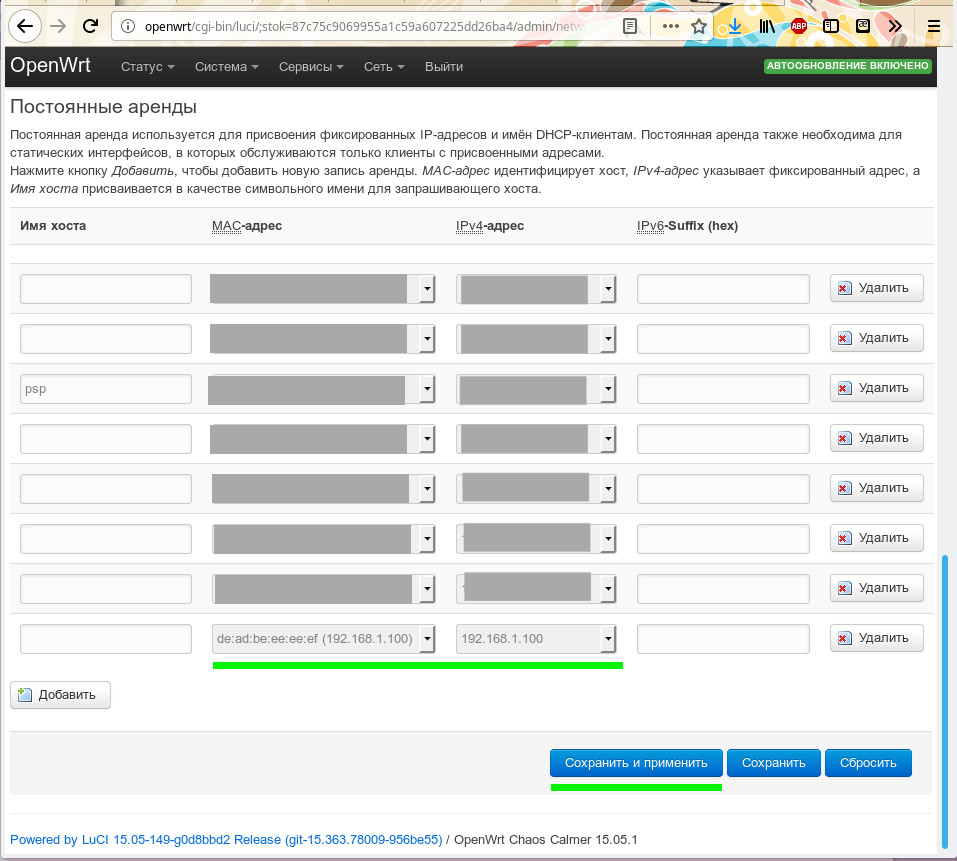 openwrt/cgi-bin/luci/;stok=87c75c9069955a1c59a607225dd26ba4/admin/netw
ABP
OpenWrt Статус Система Сервисы Сеть Выйти АВТООБНОВЛЕНИЕ ВКЛЮЧЕНО
Постоянные аренды
Постоянная аренда используется для присвоения фиксированных IP-адресов и имён DHCP-клиентам. Постоянная аренда также необходима для
статических интерфейсов, в которых обслуживаются только клиенты с присвоенными адресами.
Нажмите кнопку Добавить, чтобы добавить новую запись аренды. MAC-адрес идентифицирует хост, IPv4-адрес указывает фиксированный адрес, а
Имя хоста присваивается в качестве символьного имени для запрашивающего хоста.
Имя хоста MAC-адрес IPv4-адрес IPv6-Suffix (hex)
Удалить
Удалить
psp Удалить
Удалить
Удалить
Удалить
Удалить
de:ad:be:ee:ee:ef (192.168.1.100) 192.168.1.100 Удалить
Добавить
Сохранить и применить Сохранить Сбросить
Powered by LuCI 15.05-149-g0d8bbd2 Release (git-15.363.78009-956be55) / OpenWrt Chaos Calmer 15.05.1